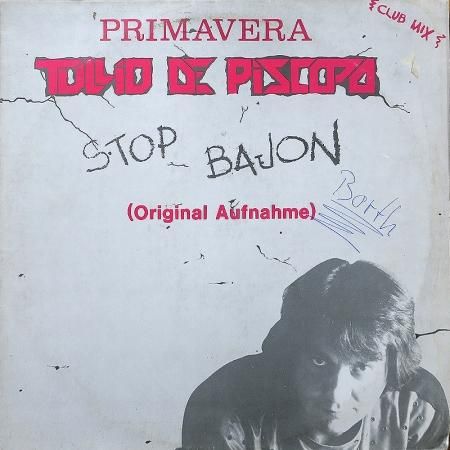 CLUB MIX
PRIMAVERA
TULLIO DE PISCOPO
STOP BAJON
(Original Aufnahme)
Borth